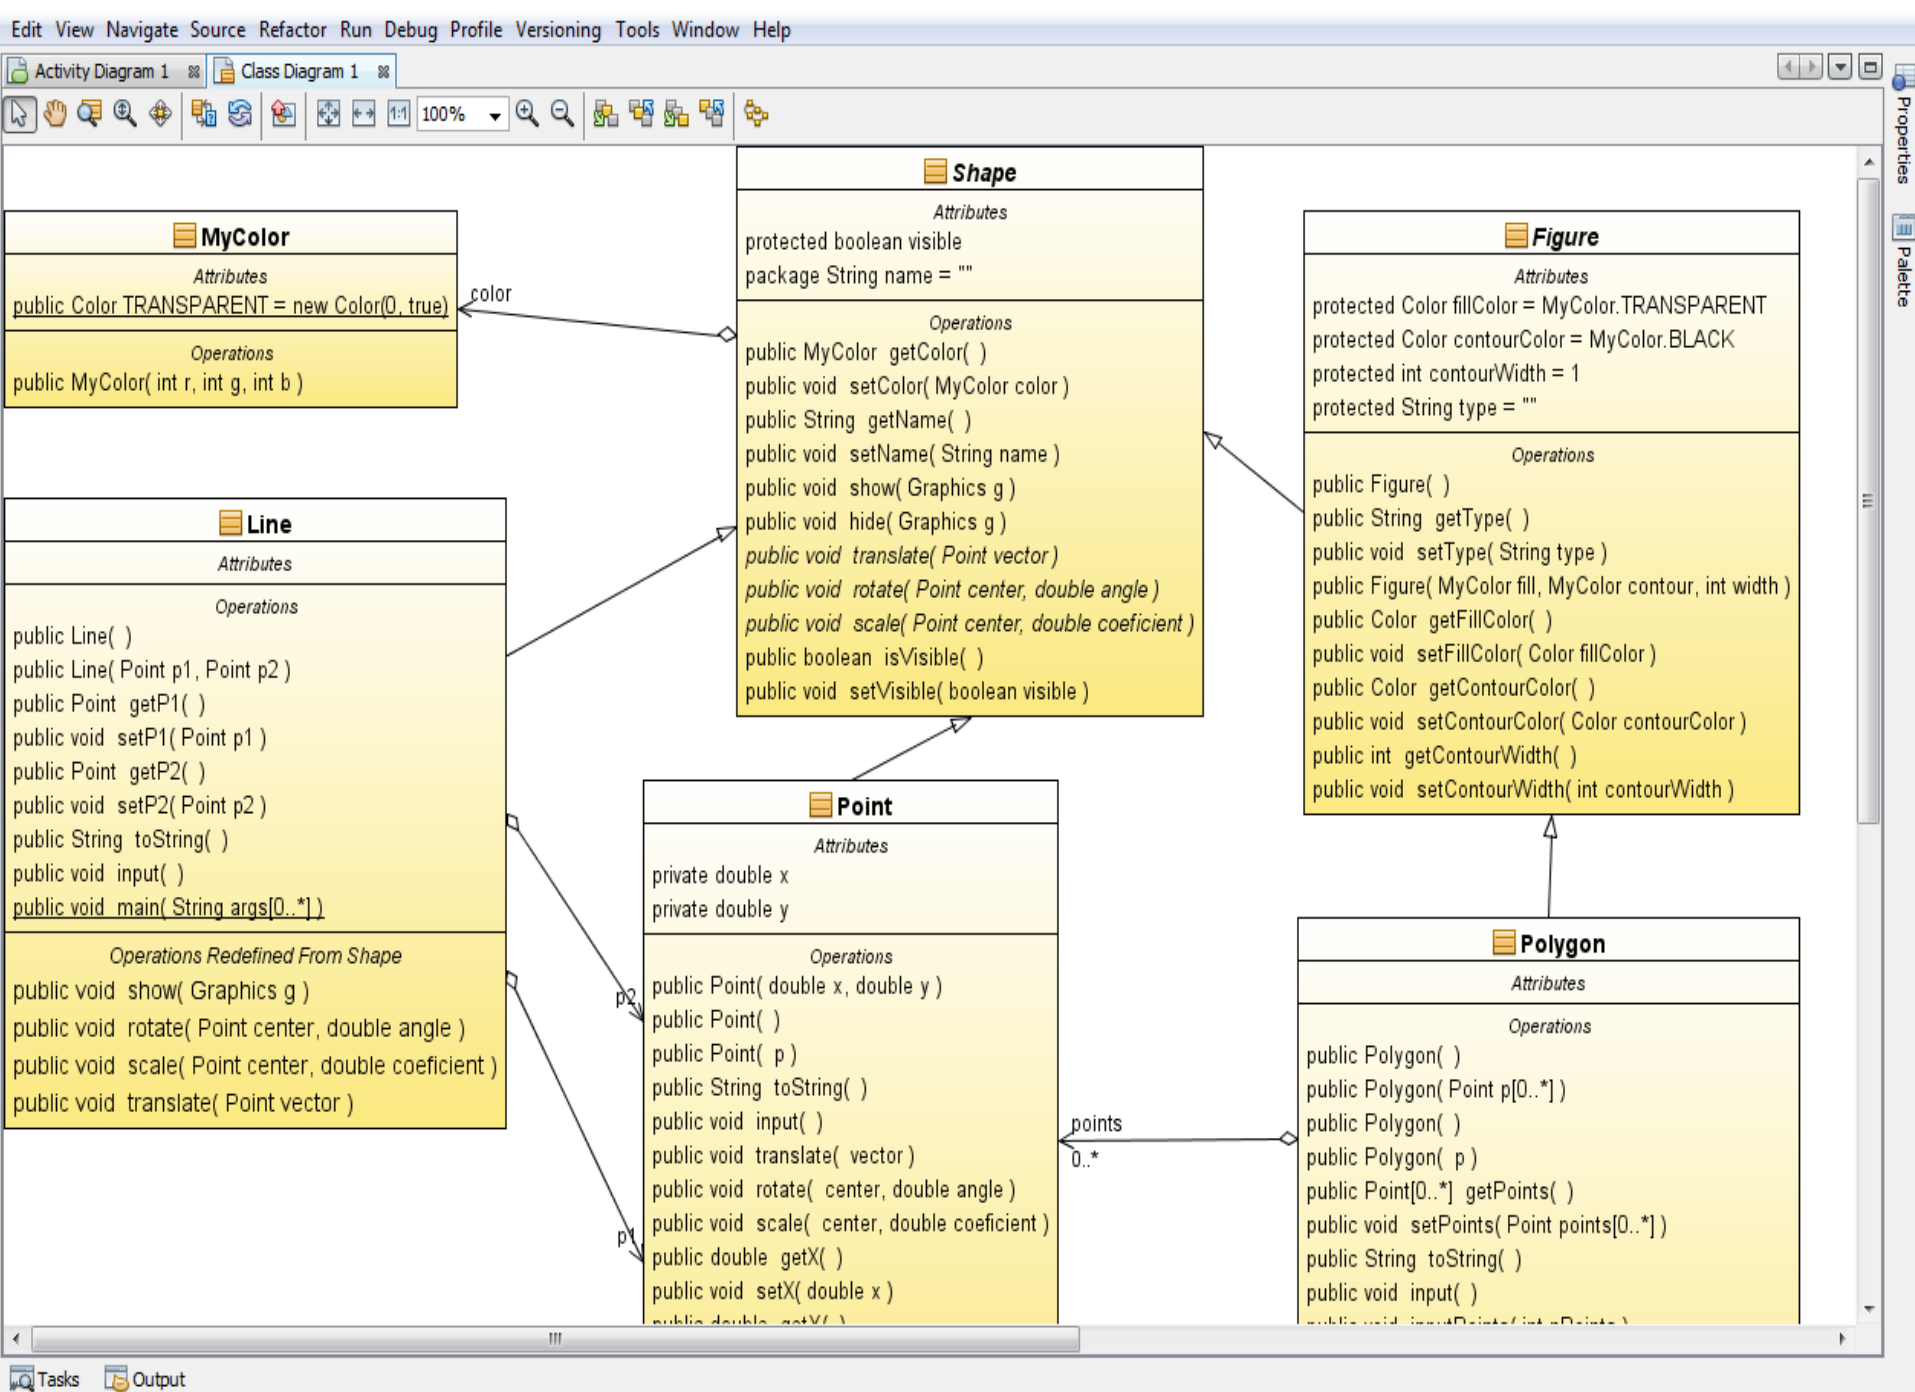 Edit View Navigate Source Refactor Run Debug Profile Versioning Tools Window Help
Activity Diagram 1
Class Diagram 1
100%
1:1
Properties
Palette
MyColor
Attributes
public Color TRANSPARENT = new Color(0, true)
Operations
public MyColor( int r, int g, int b )
color
Shape
Attributes
protected boolean visible
package String name = ""
Operations
public MyColor getColor( )
public void setColor( MyColor color )
public String getName( )
public void setName( String name )
public void show( Graphics g )
public void hide( Graphics g )
public void translate( Point vector )
public void rotate( Point center, double angle )
public void scale( Point center, double coeficient )
public boolean isVisible( )
public void setVisible( boolean visible )
Figure
Attributes
protected Color fillColor = MyColor.TRANSPARENT
protected Color contourColor = MyColor.BLACK
protected int contourWidth = 1
protected String type = ""
Operations
public Figure( )
public String getType( )
public void setType( String type )
public Figure( MyColor fill, MyColor contour, int width )
public Color getFillColor( )
public void setFillColor( Color fillColor )
public Color getContourColor( )
public void setContourColor( Color contourColor )
public int getContourWidth( )
public void setContourWidth( int contourWidth )
Line
Attributes
Operations
public Line( )
public Line( Point p1, Point p2 )
public Point getP1( )
public void setP1( Point p1 )
public Point getP2( )
public void setP2( Point p2 )
public String toString( )
public void input( )
public void main( String args[0..*] )
Operations Redefined From Shape
public void show( Graphics g )
public void rotate( Point center, double angle )
public void scale( Point center, double coeficient )
public void translate( Point vector )
p2
p1
Point
Attributes
private double x
private double y
Operations
public Point( double x, double y )
public Point( )
public Point( p )
public String toString( )
public void input( )
public void translate( vector )
public void rotate( center, double angle )
public void scale( center, double coeficient )
public double getX( )
public void setX( double x )
public double getY( )
points
0..*
Polygon
Attributes
Operations
public Polygon( )
public Polygon( Point p[0..*] )
public Polygon( )
public Polygon( p )
public Point[0..*] getPoints( )
public void setPoints( Point points[0..*] )
public String toString( )
public void input( )
public void inputPoints( int nPoints )
Tasks
Output